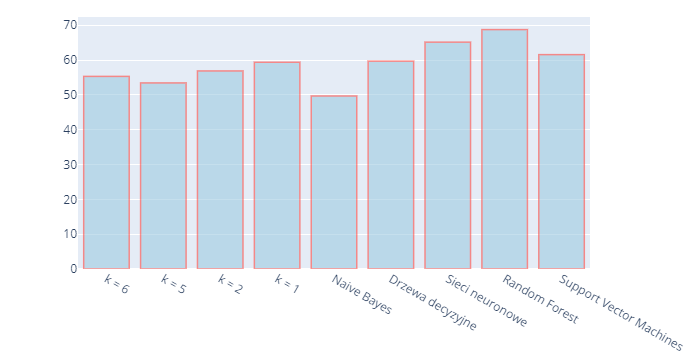 70
60
50
40
30
20
10
0
k = 6
k = 5
k = 2
k = 1
Naive Bayes
Drzewa decyzyjne
Sieci neuronowe
Random Forest
Support Vector Machines